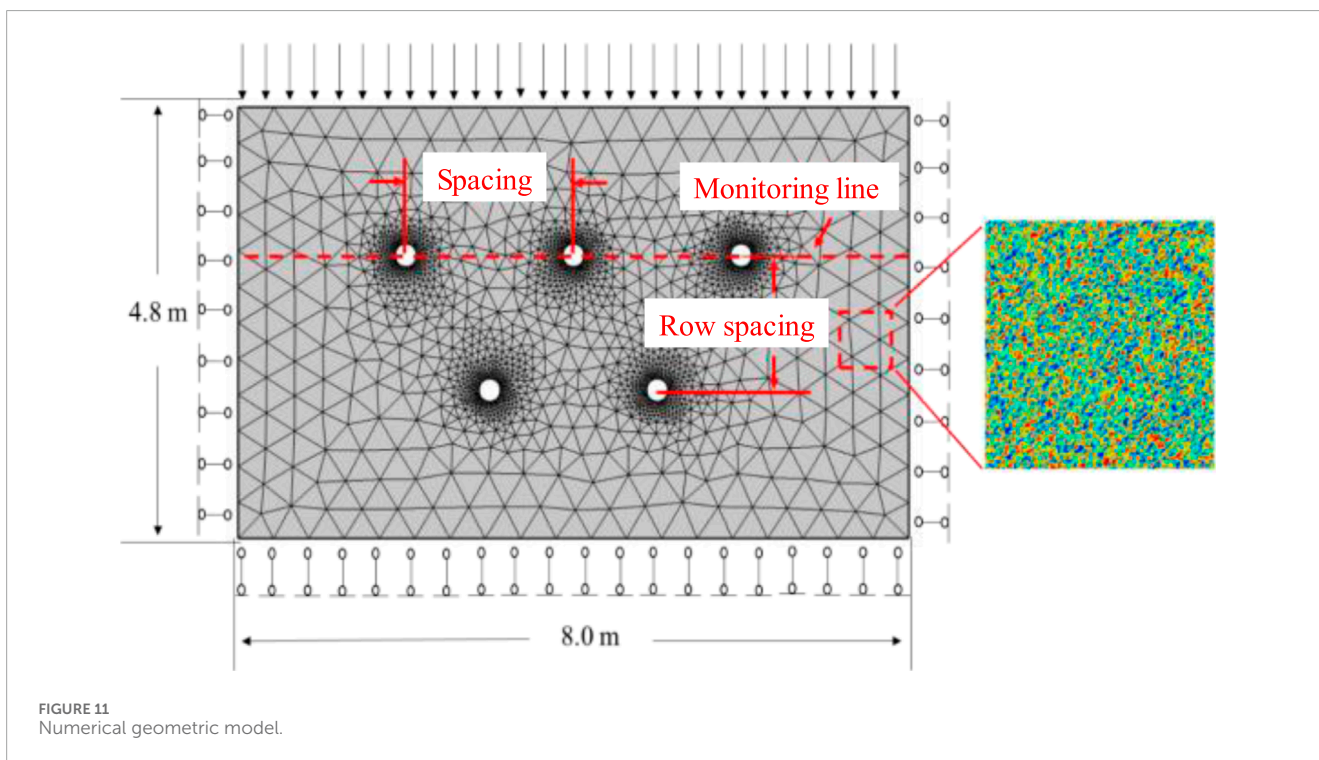 Spacing
Monitoring line
4.8 m
Row spacing
8.0 m
FIGURE 11
Numerical geometric model.